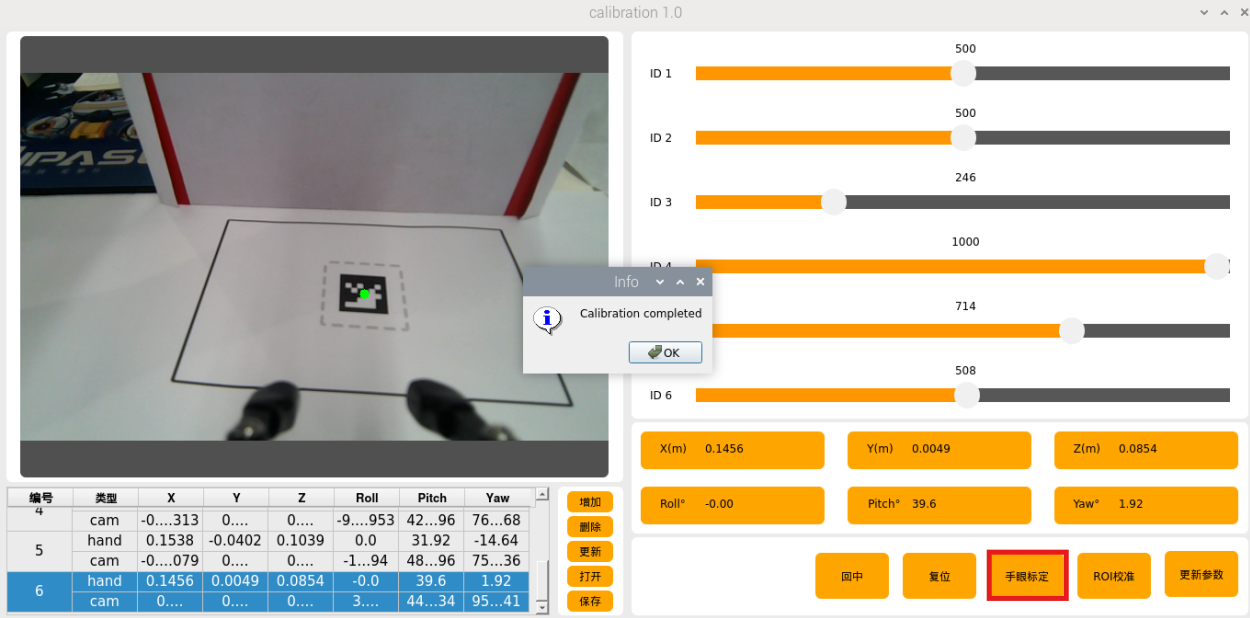 calibration 1.0
IPAS
ID 1
500
ID 2
500
ID 3
246
ID 4
1000
714
ID 6
508
Info
Calibration completed
OK
X(m) 0.1456
Y(m) 0.0049
Z(m) 0.0854
Roll° -0.00
Pitch° 39.6
Yaw° 1.92
编号 类型 X Y Z Roll Pitch Yaw
4
cam -0....313 0.... 0.... -9....953 42...96 76...68
5
hand 0.1538 -0.0402 0.1039 0.0 31.92 -14.64
cam -0....079 0.... 0.... -1...94 48...96 75...36
6
hand 0.1456 0.0049 0.0854 -0.0 39.6 1.92
cam 0.... 0.... 0.... 3.... 44...34 95...41
增加
删除
更新
打开
保存
回中
复位
手眼标定
ROI校准
更新参数